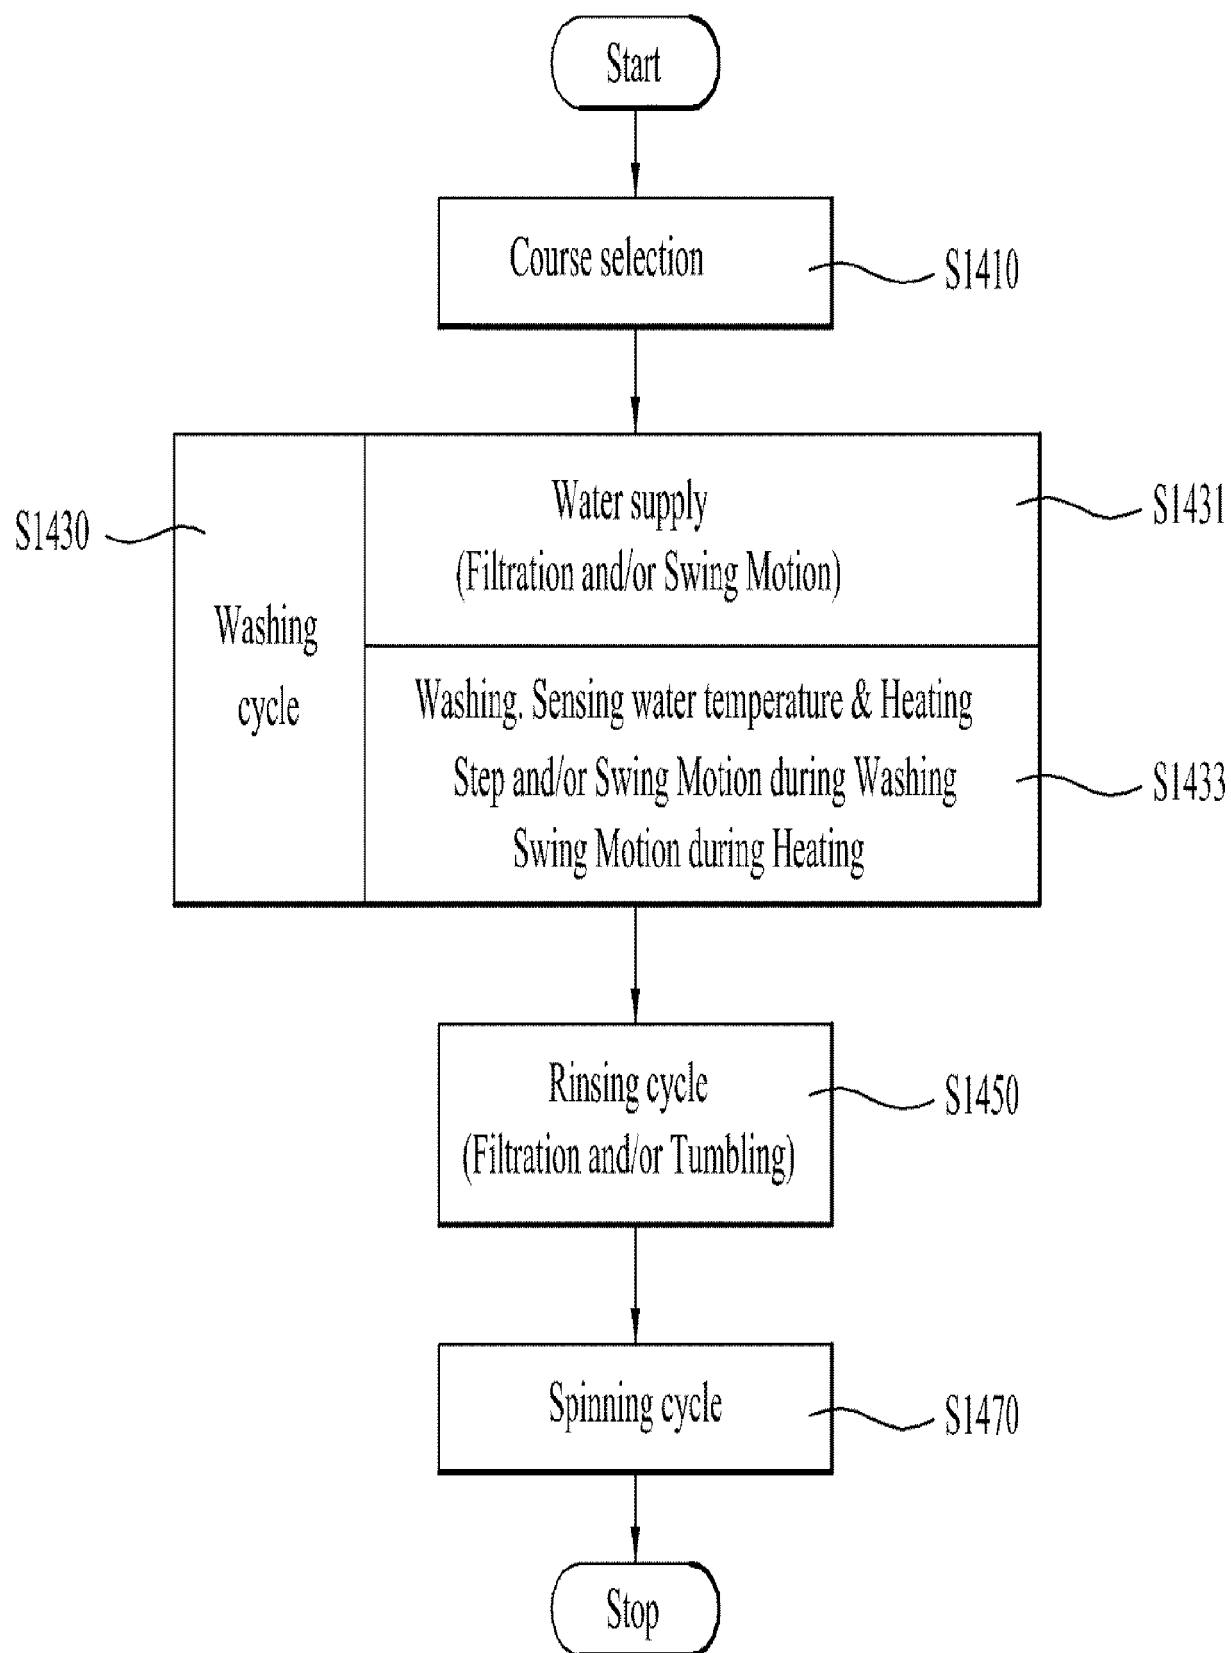 Start
Course selection
S1410
S1430
Washing
cycle
Water supply
(Filtration and/or Swing Motion)
S1431
Washing. Sensing water temperature & Heating
Step and/or Swing Motion during Washing
Swing Motion during Heating
S1433
Rinsing cycle
(Filtration and/or Tumbling)
S1450
Spinning cycle
S1470
Stop